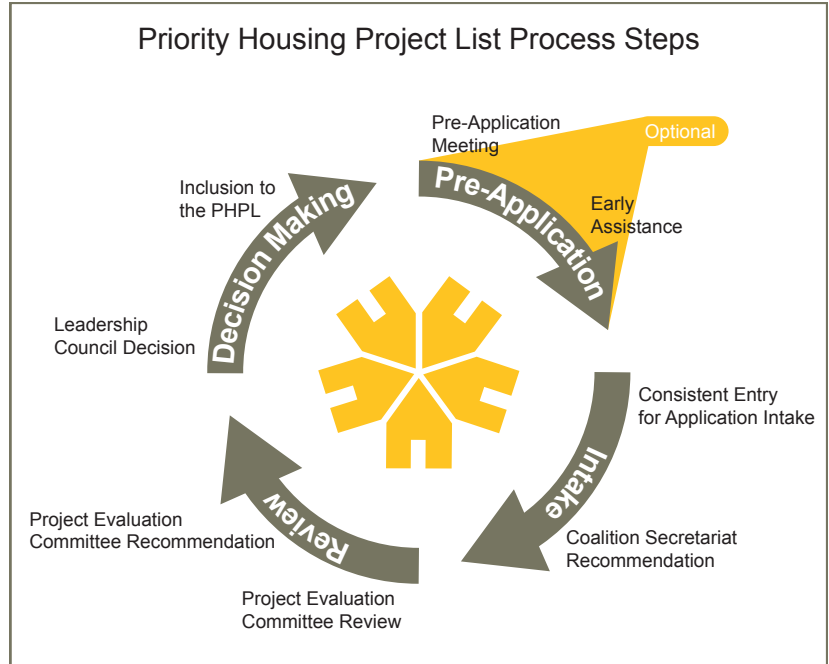 Priority Housing Project List Process Steps
Pre-Application
Meeting
Optional
Pre-Application
Early
Assistance
Consistent Entry
for Application Intake
Intake
Coalition Secretariat
Recommendation
Project Evaluation
Committee Review
Review
Project Evaluation
Committee Recommendation
Leadership
Council Decision
Decision Making
Inclusion to
the PHPL